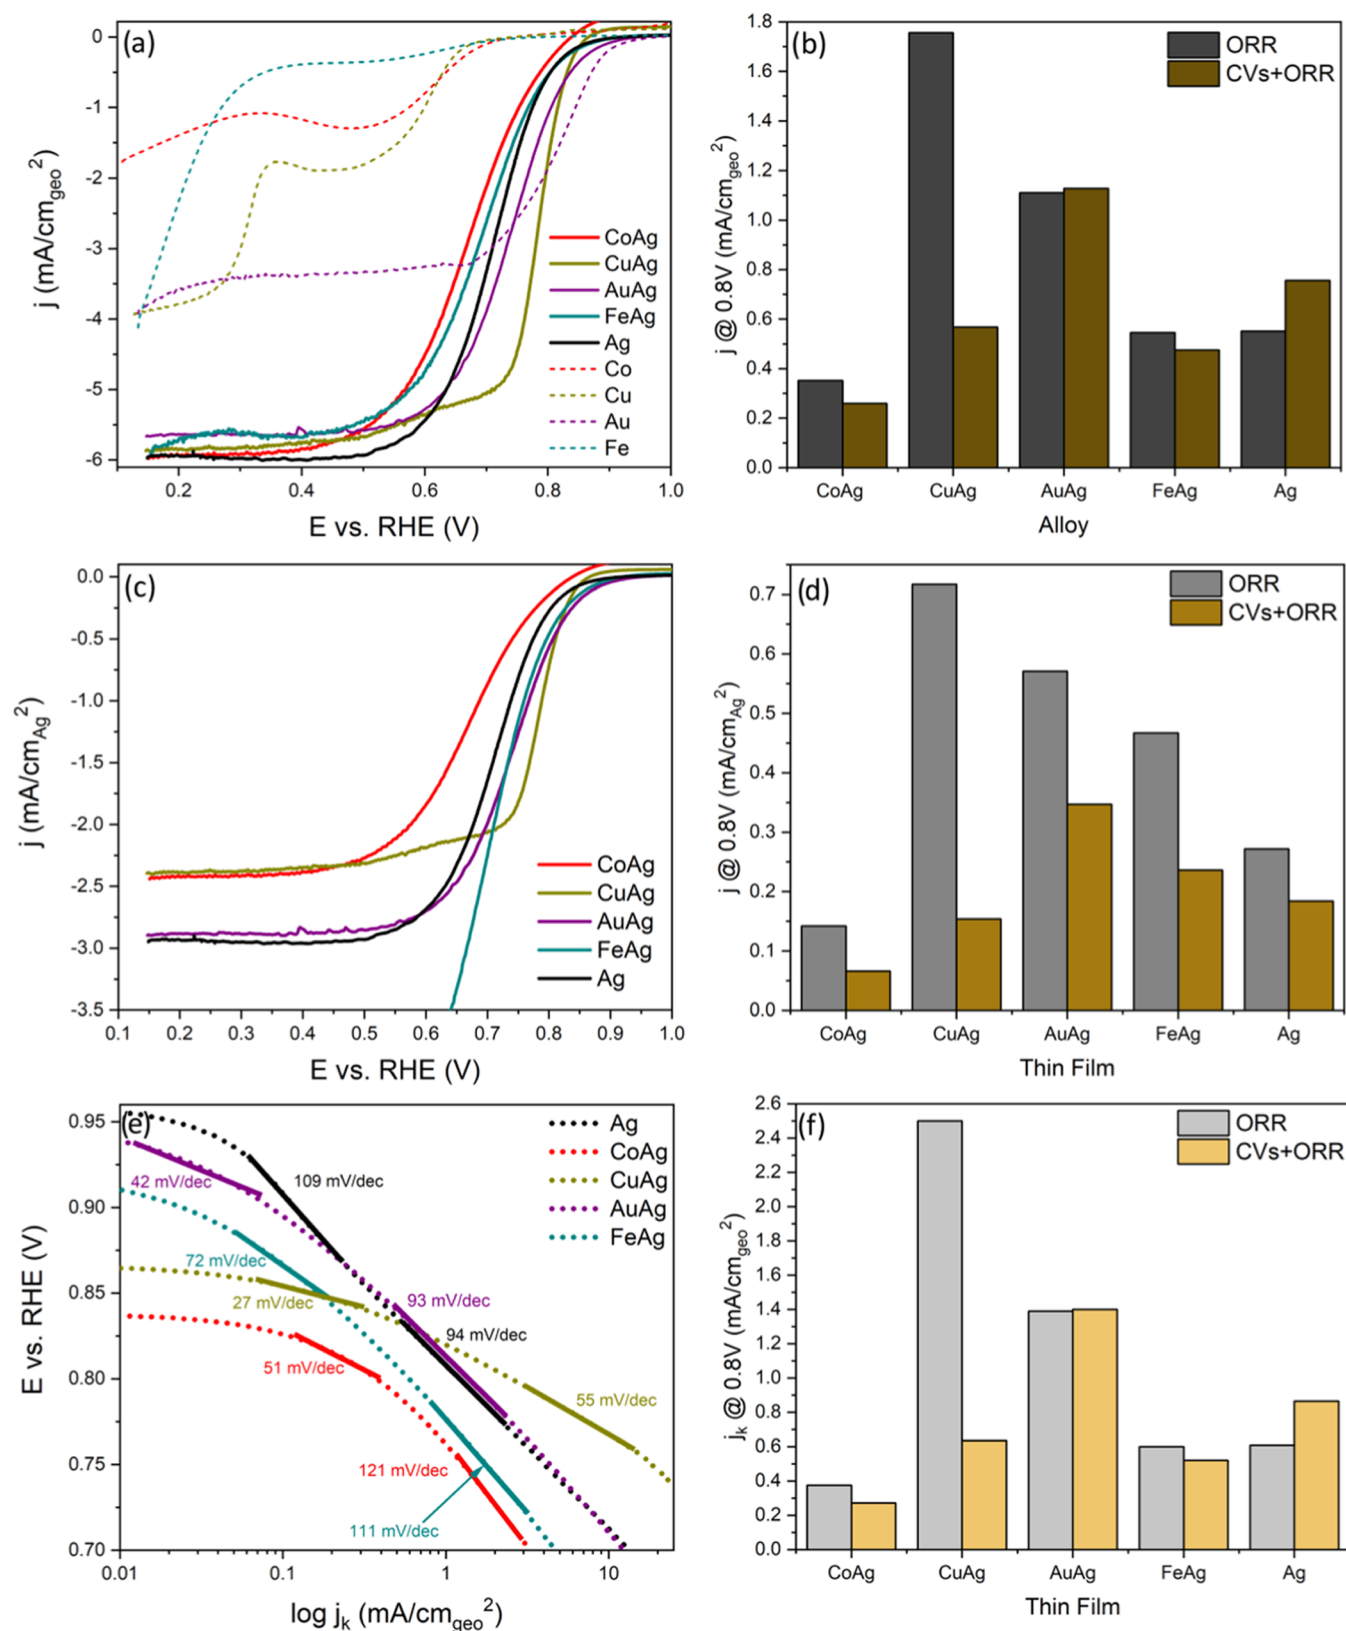 (a)
0
-1
-2
-3
-4
-5
-6
j (mA/cm_geo^2)
CoAg
CuAg
AuAg
FeAg
Ag
Co
Cu
Au
Fe
0.2 0.4 0.6 0.8 1.0
E vs. RHE (V)
(b)
ORR
CVs+ORR
1.8
1.6
1.4
1.2
1.0
0.8
0.6
0.4
0.2
0.0
j @ 0.8V (mA/cm_geo^2)
CoAg CuAg AuAg FeAg Ag
Alloy
(c)
0.0
-0.5
-1.0
-1.5
-2.0
-2.5
-3.0
-3.5
j (mA/cm_Ag^2)
CoAg
CuAg
AuAg
FeAg
Ag
0.1 0.2 0.3 0.4 0.5 0.6 0.7 0.8 0.9 1.0
E vs. RHE (V)
(d)
ORR
CVs+ORR
0.7
0.6
0.5
0.4
0.3
0.2
0.1
0.0
j @ 0.8V (mA/cm_Ag^2)
CoAg CuAg AuAg FeAg Ag
Thin Film
(e)
0.95
0.90
0.85
0.80
0.75
0.70
E vs. RHE (V)
Ag
CoAg
CuAg
AuAg
FeAg
42 mV/dec
109 mV/dec
72 mV/dec
27 mV/dec
93 mV/dec
94 mV/dec
51 mV/dec
55 mV/dec
121 mV/dec
111 mV/dec
0.01 0.1 1 10
log j_k (mA/cm_geo^2)
(f)
ORR
CVs+ORR
2.6
2.4
2.2
2.0
1.8
1.6
1.4
1.2
1.0
0.8
0.6
0.4
0.2
0.0
j_k @ 0.8V (mA/cm_geo^2)
CoAg CuAg AuAg FeAg Ag
Thin Film